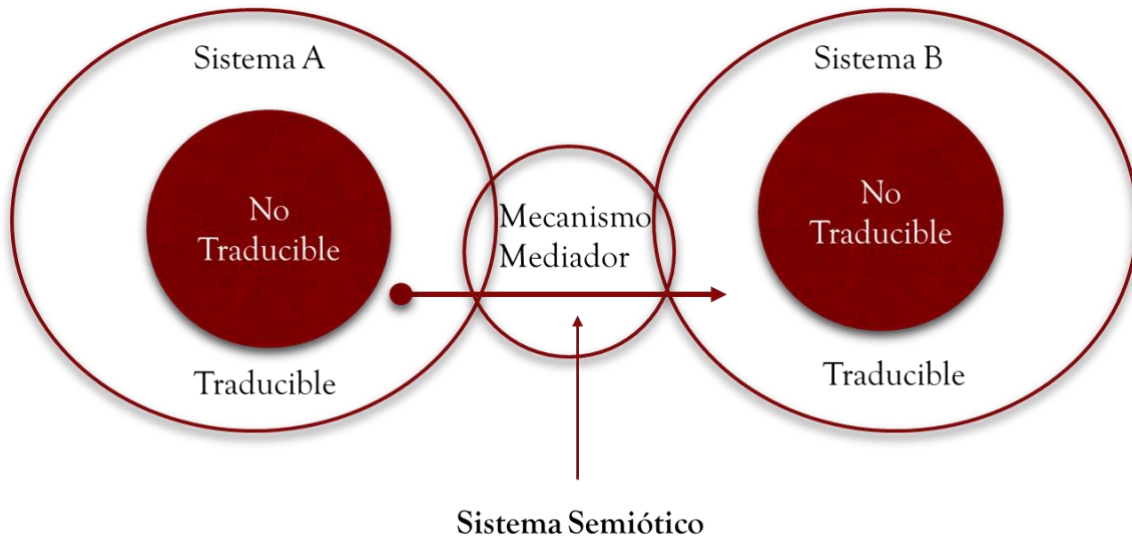 Sistema A
No
Traducible
Traducible
Mecanismo
Mediador
Sistema B
No
Traducible
Traducible
Sistema Semiótico